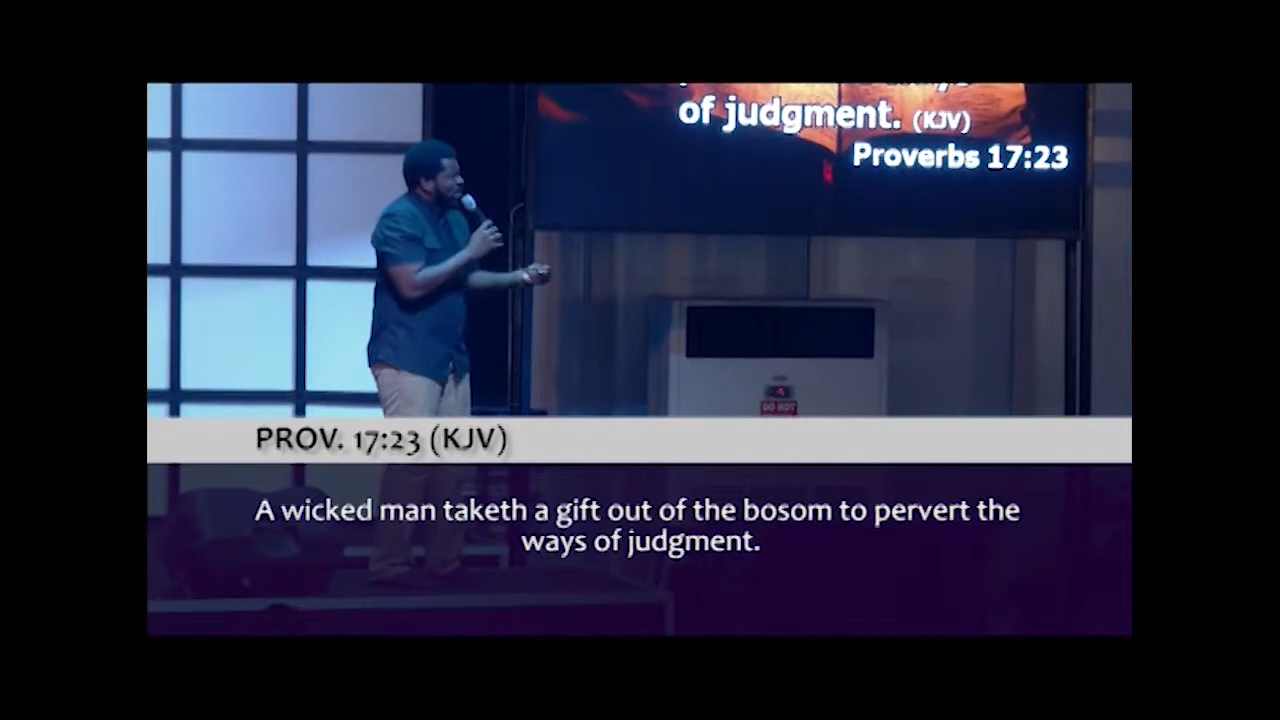 of judgment. (KJV)
Proverbs 17:23
DO NOT
PROV. 17:23 (KJV)
A wicked man taketh a gift out of the bosom to pervert the
ways of judgment.